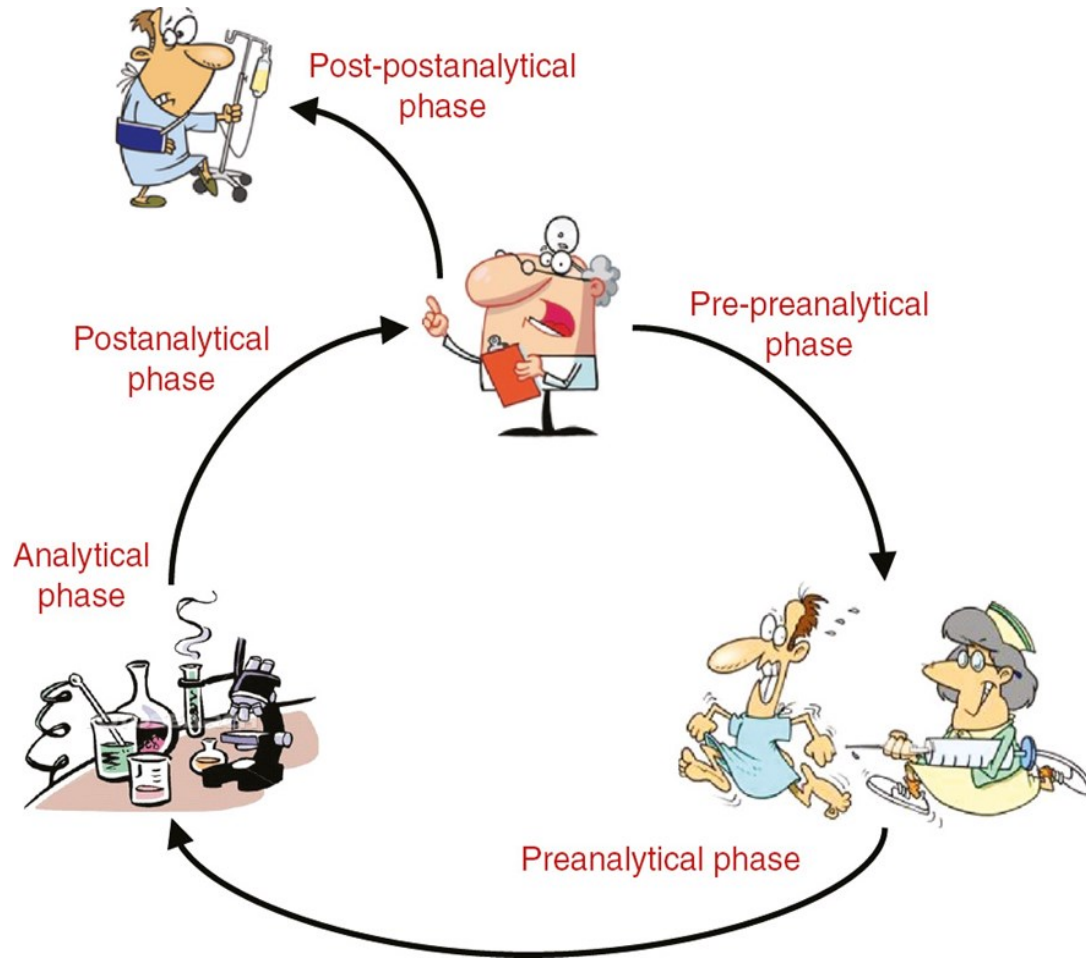 Post-postanalytical
phase
Postanalytical
phase
Pre-preanalytical
phase
Analytical
phase
Preanalytical phase